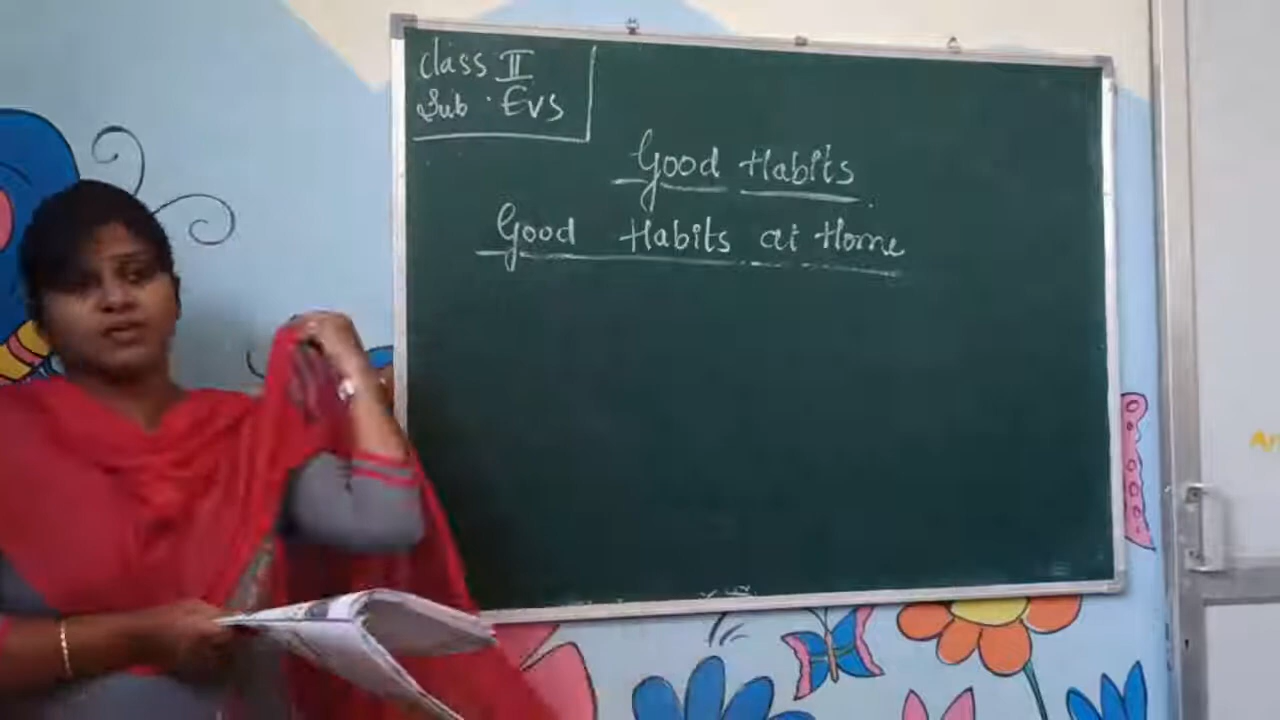 Class II
Sub . EVS
Good Habits
Good Habits at Home